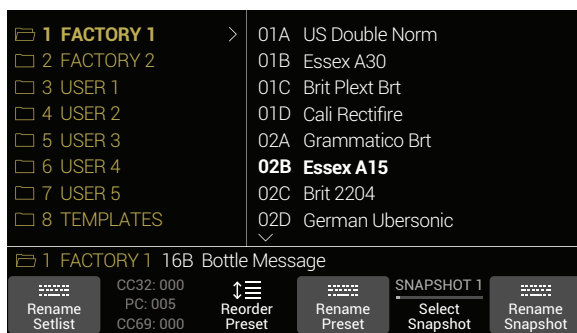 1 FACTORY 1 >
2 FACTORY 2
3 USER 1
4 USER 2
5 USER 3
6 USER 4
7 USER 5
8 TEMPLATES
01A US Double Norm
01B Essex A30
01C Brit Plext Brt
01D Cali Rectifire
02A Grammatico Brt
02B Essex A15
02C Brit 2204
02D German Ubersonic
1 FACTORY 1 16B Bottle Message
Rename
Setlist
CC32: 000
PC: 005
CC69: 000
Reorder
Preset
Rename
Preset
SNAPSHOT 1
Select
Snapshot
Rename
Snapshot